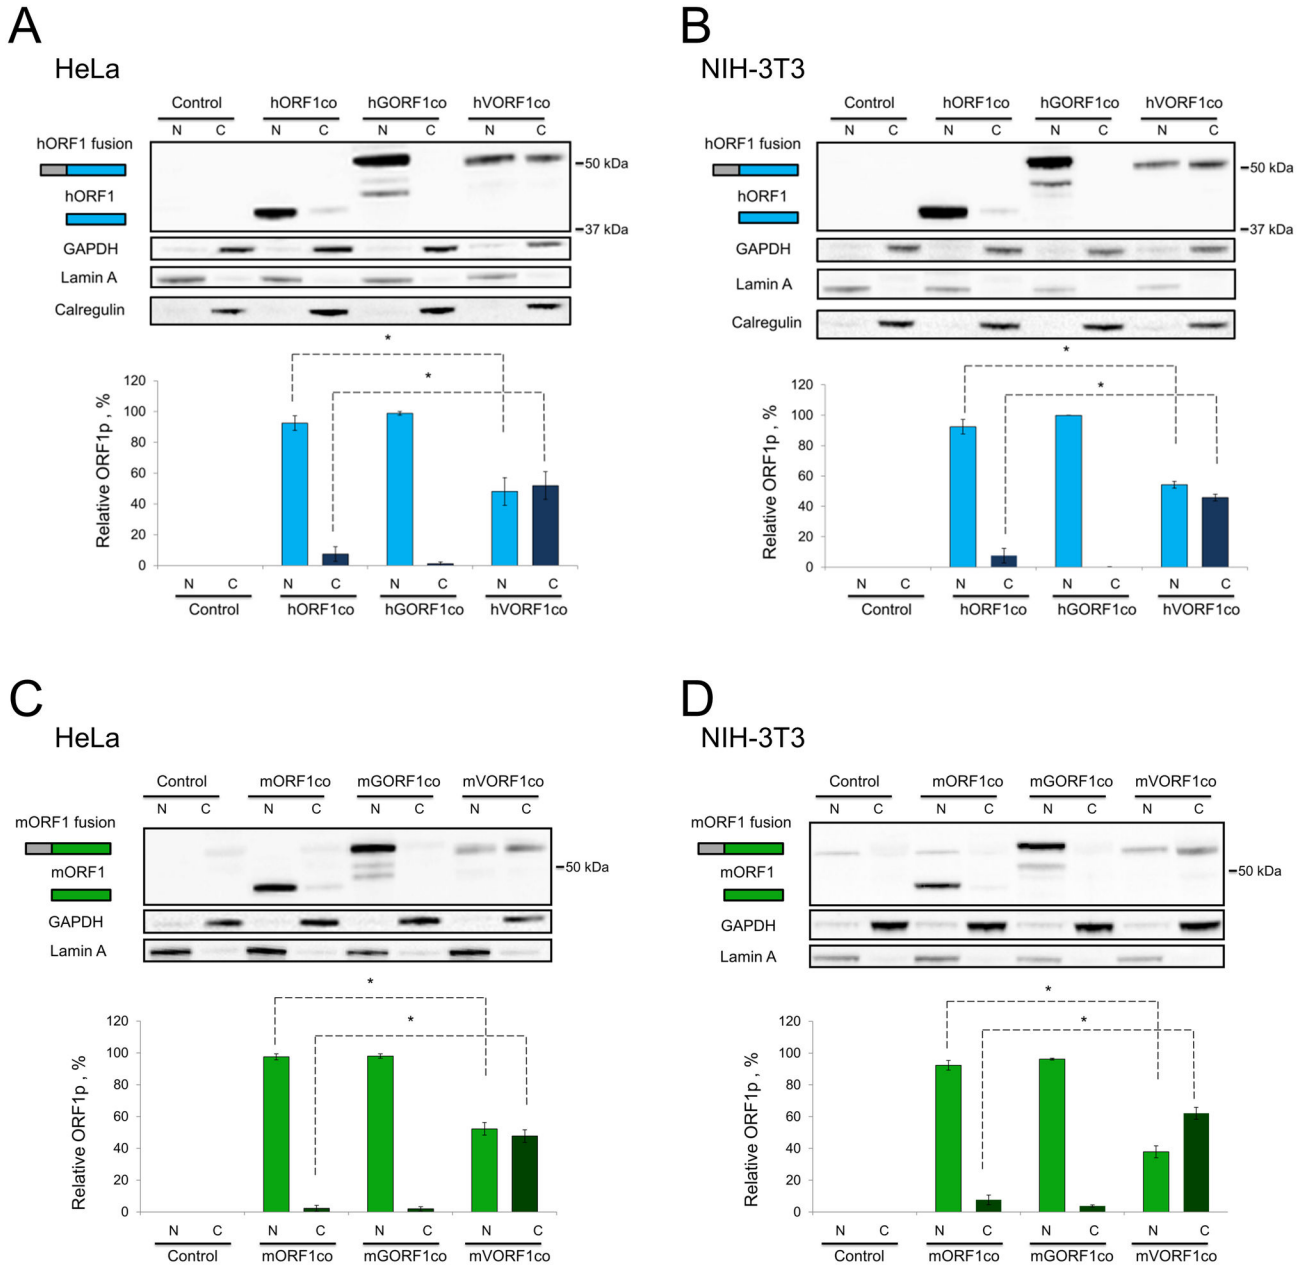 A
HeLa
Control hORF1co hGORF1co hVORF1co
N C N C N C N C
hORF1 fusion
50 kDa
hORF1
37 kDa
GAPDH
Lamin A
Calregulin
*
*
Relative ORF1p , %
120
100
80
60
40
20
0
N C N C N C N C
Control hORF1co hGORF1co hVORF1co
B
NIH-3T3
Control hORF1co hGORF1co hVORF1co
N C N C N C N C
hORF1 fusion
50 kDa
hORF1
37 kDa
GAPDH
Lamin A
Calregulin
*
*
Relative ORF1p , %
120
100
80
60
40
20
0
N C N C N C N C
Control hORF1co hGORF1co hVORF1co
C
HeLa
Control mORF1co mGORF1co mVORF1co
N C N C N C N C
mORF1 fusion
50 kDa
mORF1
GAPDH
Lamin A
*
*
Relative ORF1p , %
120
100
80
60
40
20
0
N C N C N C N C
Control mORF1co mGORF1co mVORF1co
D
NIH-3T3
Control mORF1co mGORF1co mVORF1co
N C N C N C N C
mORF1 fusion
50 kDa
mORF1
GAPDH
Lamin A
*
*
Relative ORF1p , %
120
100
80
60
40
20
0
N C N C N C N C
Control mORF1co mGORF1co mVORF1co